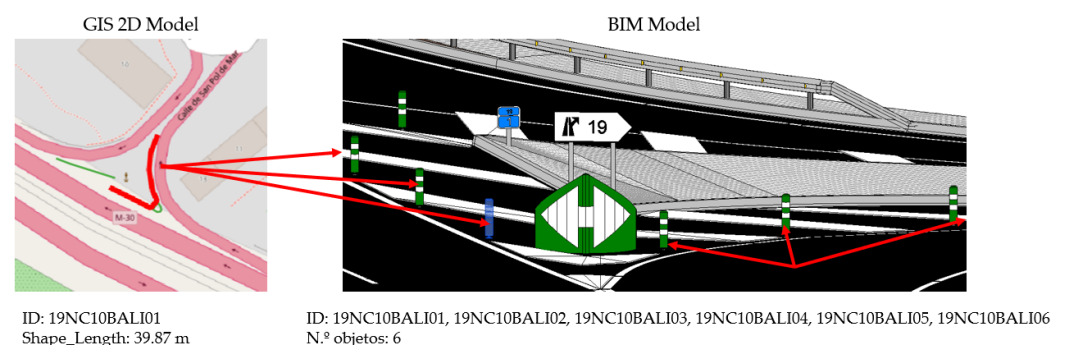 GIS 2D Model
BIM Model
Calle de San Pol de Mar
M-30
19
ID: 19NC10BALI01
Shape_Length: 39.87 m
ID: 19NC10BALI01, 19NC10BALI02, 19NC10BALI03, 19NC10BALI04, 19NC10BALI05, 19NC10BALI06
N.º objetos: 6